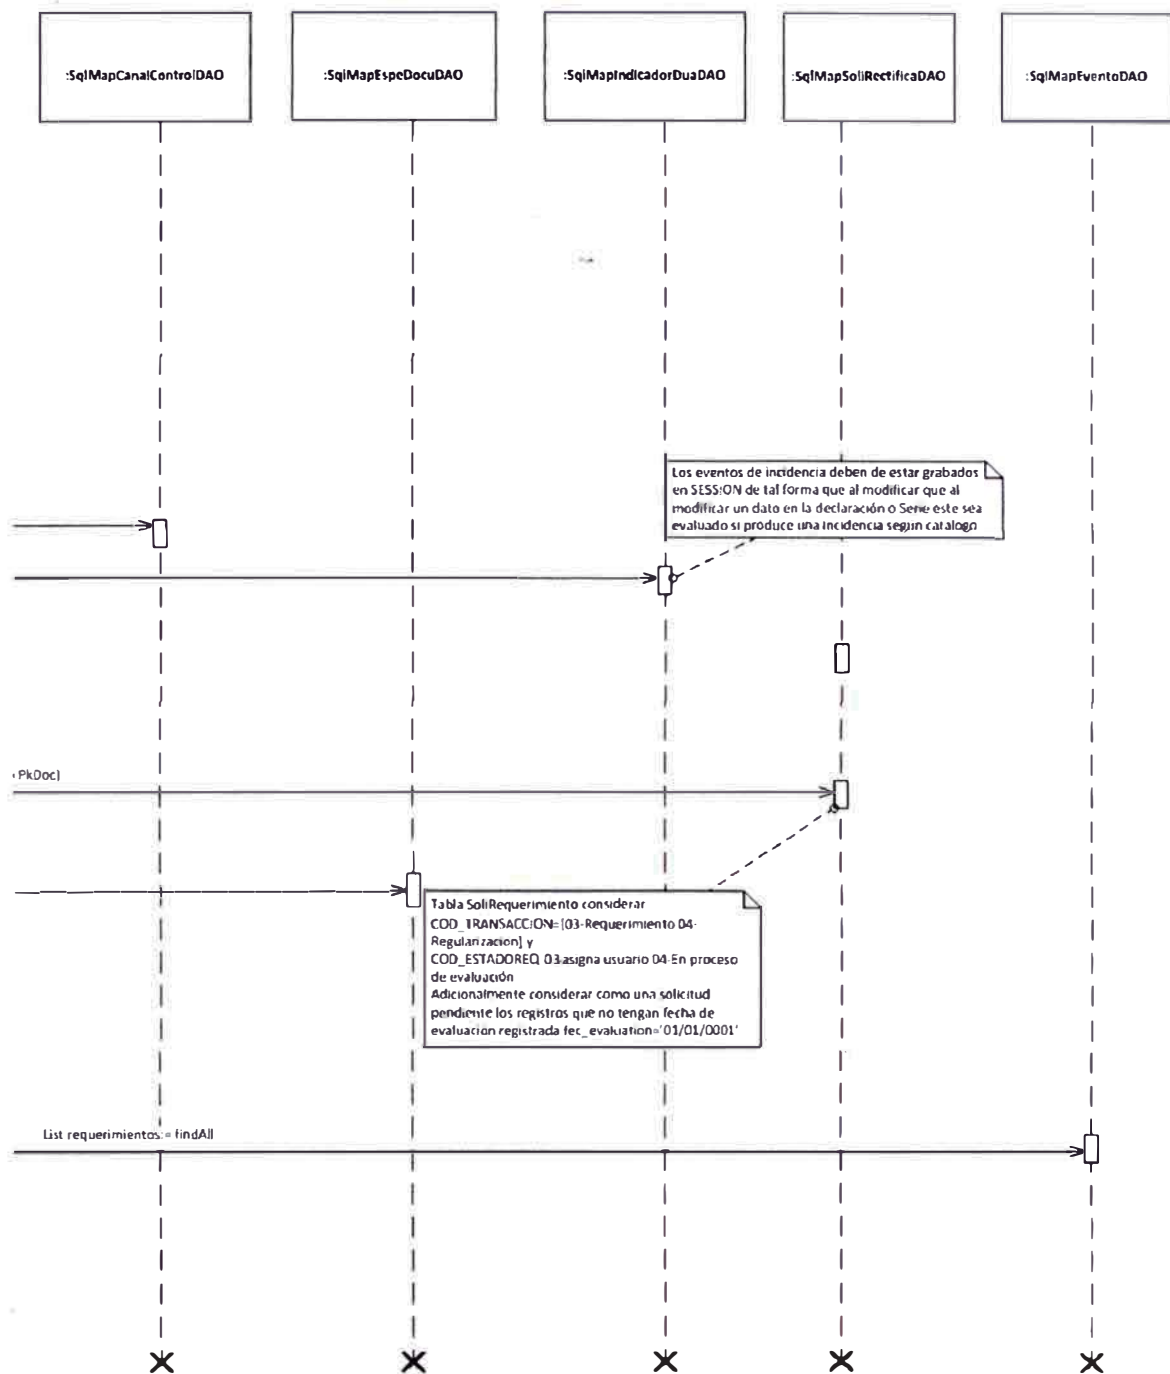 :SqlMapCanalControlDAO
:SqlMapEspeDocuDAO
:SqlMapIndicadorDuaDAO
:SqlMapSoliRectificaDAO
:SqlMapEventoDAO
Los eventos de incidencia deben de estar grabados
en SESSION de tal forma que al modificar que al
modificar un dato en la declaración o Serie este sea
evaluado si produce una incidencia según catalogo
PkDoc)
Tabla SoliRequerimiento considerar
COD_TRANSACCION=[03-Requerimiento 04-
Regularizacion] y
COD_ESTADOREQ 03-asigna usuario 04-En proceso
de evaluación
Adicionalmente considerar como una solicitud
pendiente los registros que no tengan fecha de
evaluación registrada fec_evaluation='01/01/0001'
List requerimientos:= findAll